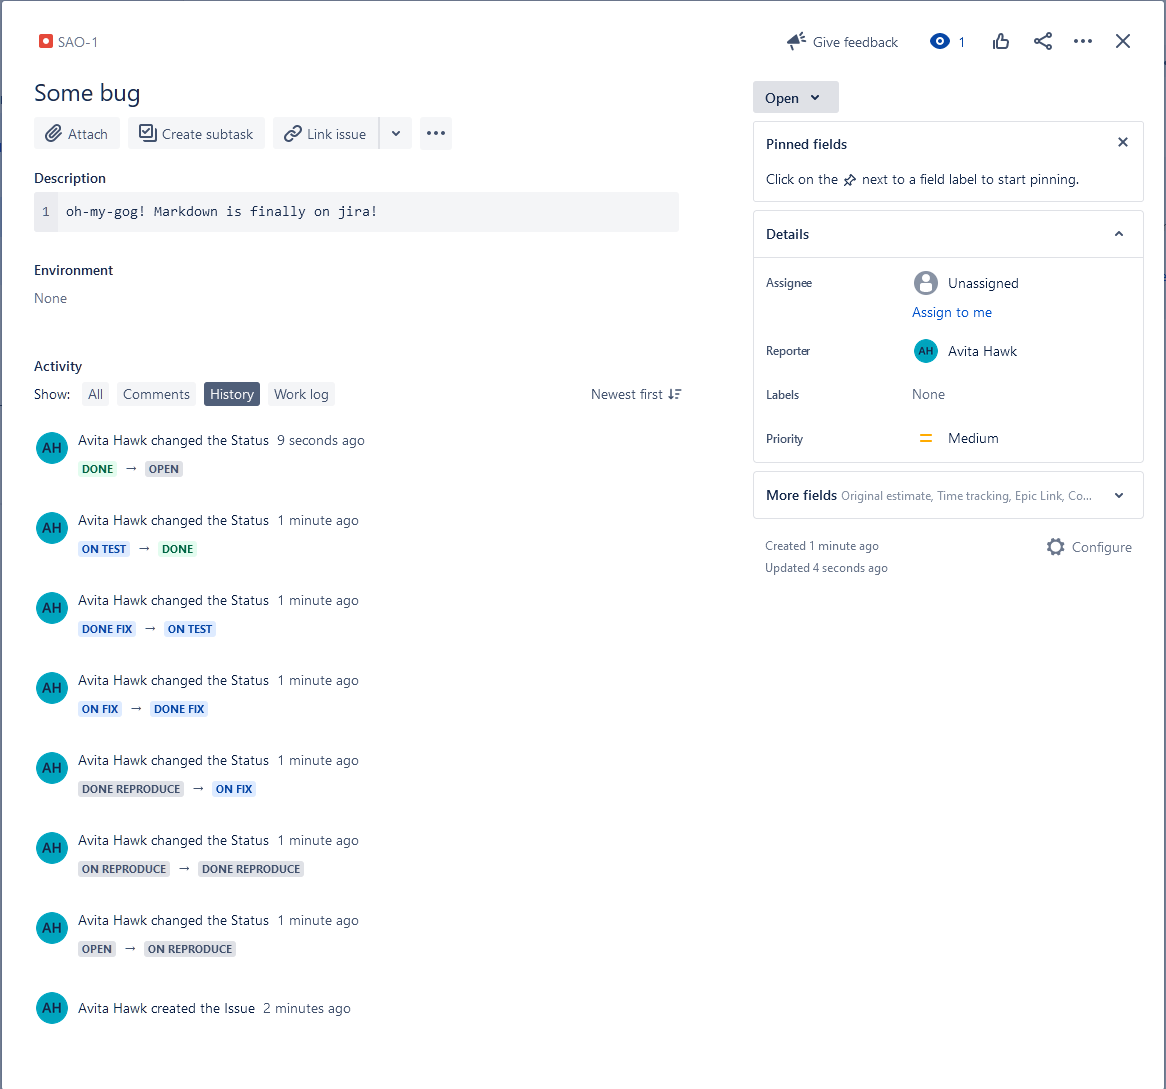 SAO-1
Give feedback
1
Some bug
Open
Attach
Create subtask
Link issue
Description
1 oh-my-gog! Markdown is finally on jira!
Environment
None
Activity
Show: All Comments History Work log Newest first
AH Avita Hawk changed the Status 9 seconds ago
DONE → OPEN
AH Avita Hawk changed the Status 1 minute ago
ON TEST → DONE
AH Avita Hawk changed the Status 1 minute ago
DONE FIX → ON TEST
AH Avita Hawk changed the Status 1 minute ago
ON FIX → DONE FIX
AH Avita Hawk changed the Status 1 minute ago
DONE REPRODUCE → ON FIX
AH Avita Hawk changed the Status 1 minute ago
ON REPRODUCE → DONE REPRODUCE
AH Avita Hawk changed the Status 1 minute ago
OPEN → ON REPRODUCE
AH Avita Hawk created the Issue 2 minutes ago
Pinned fields
Click on the next to a field label to start pinning.
Details
Assignee Unassigned
Assign to me
Reporter AH Avita Hawk
Labels None
Priority Medium
More fields Original estimate, Time tracking, Epic Link, Co...
Created 1 minute ago
Configure
Updated 4 seconds ago